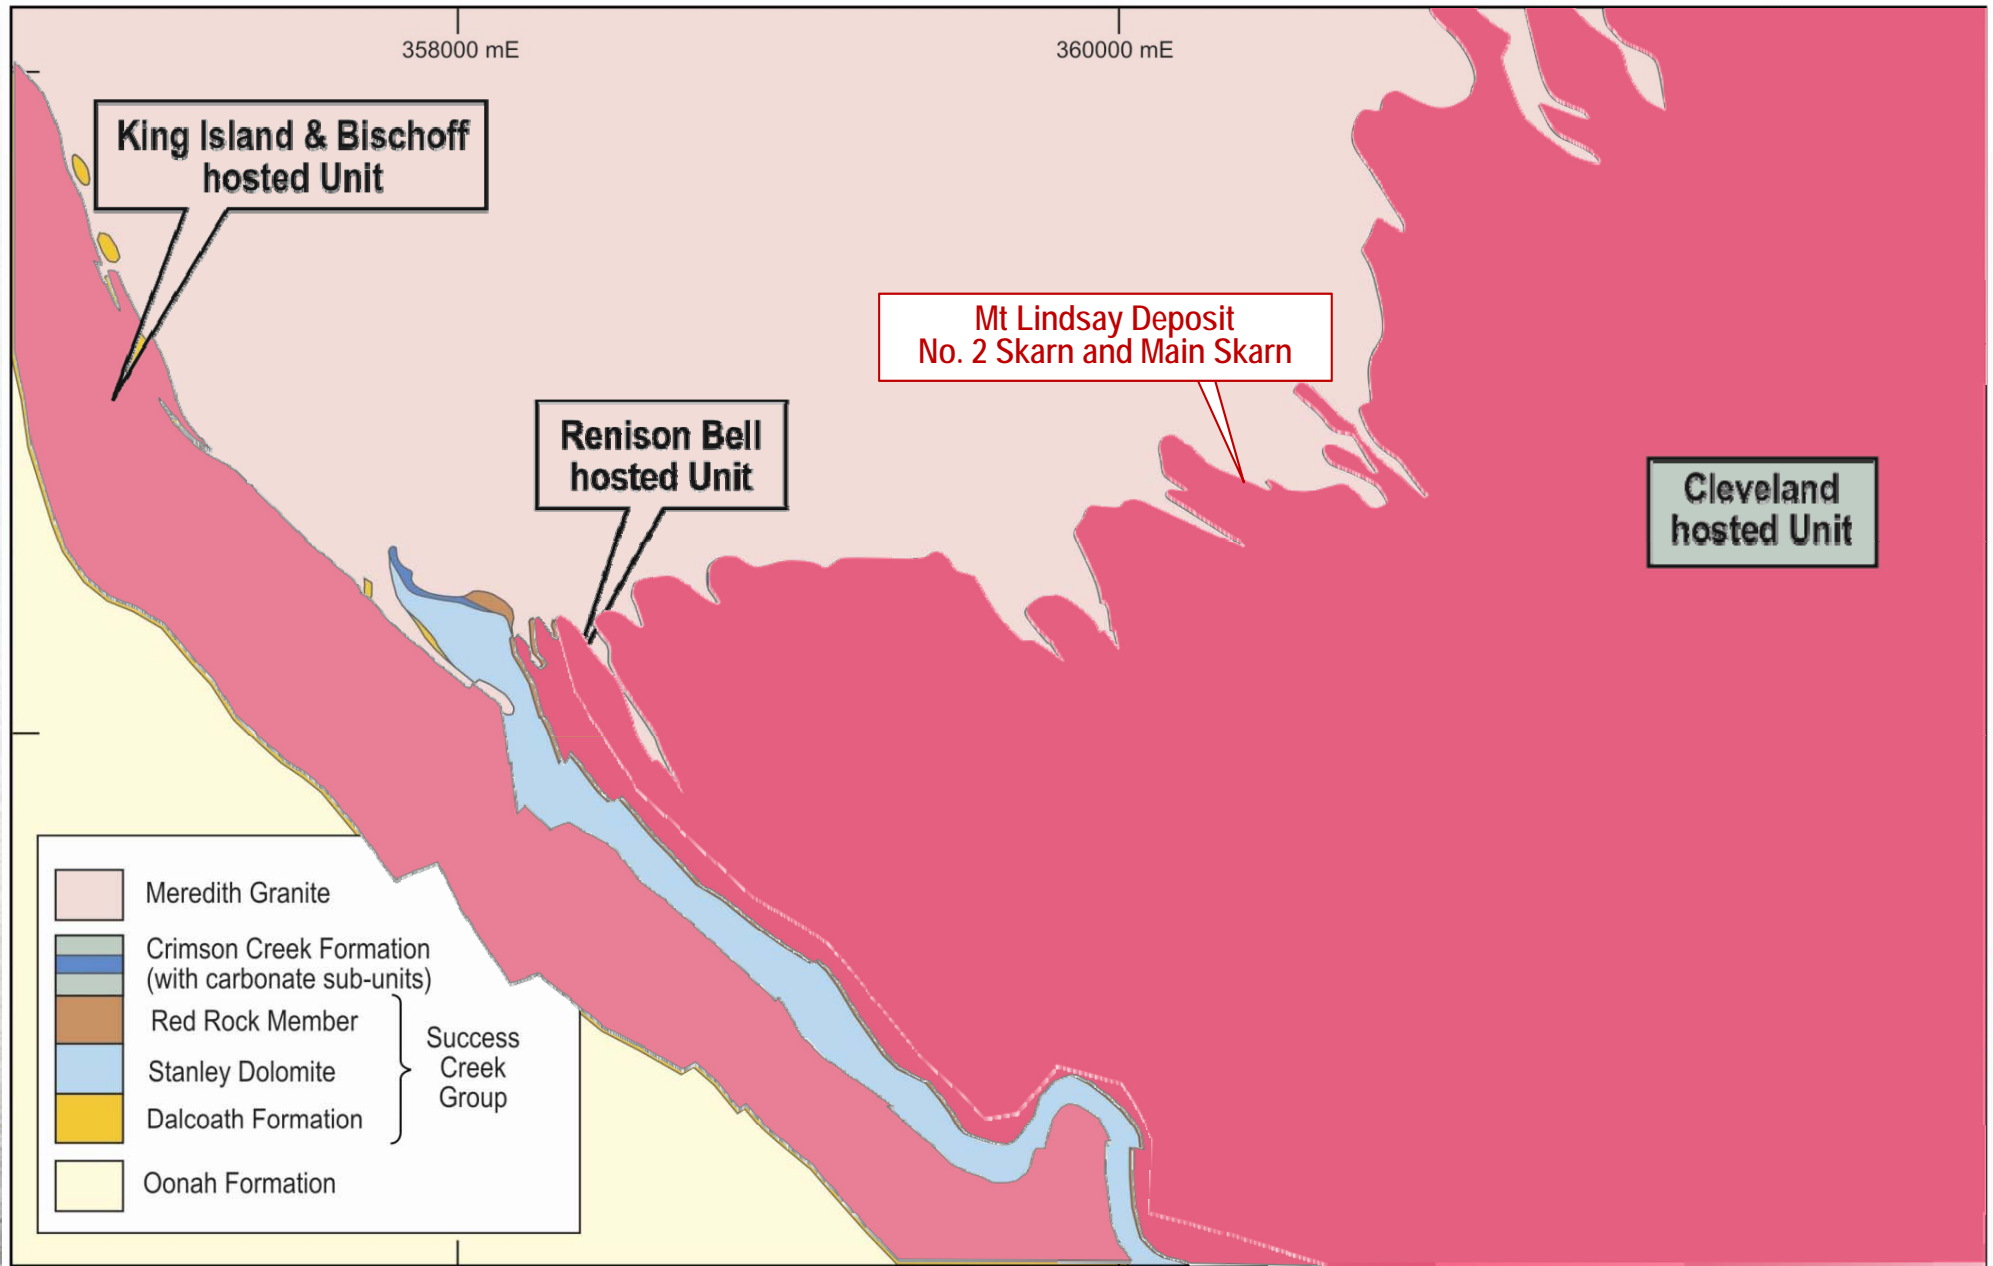 358000 mE
360000 mE
King Island & Bischoff
hosted Unit
Mt Lindsay Deposit
No. 2 Skarn and Main Skarn
Renison Bell
hosted Unit
Cleveland
hosted Unit
Meredith Granite
Crimson Creek Formation
(with carbonate sub-units)
Red Rock Member
Stanley Dolomite
Dalcoath Formation
Success
Creek
Group
Oonah Formation